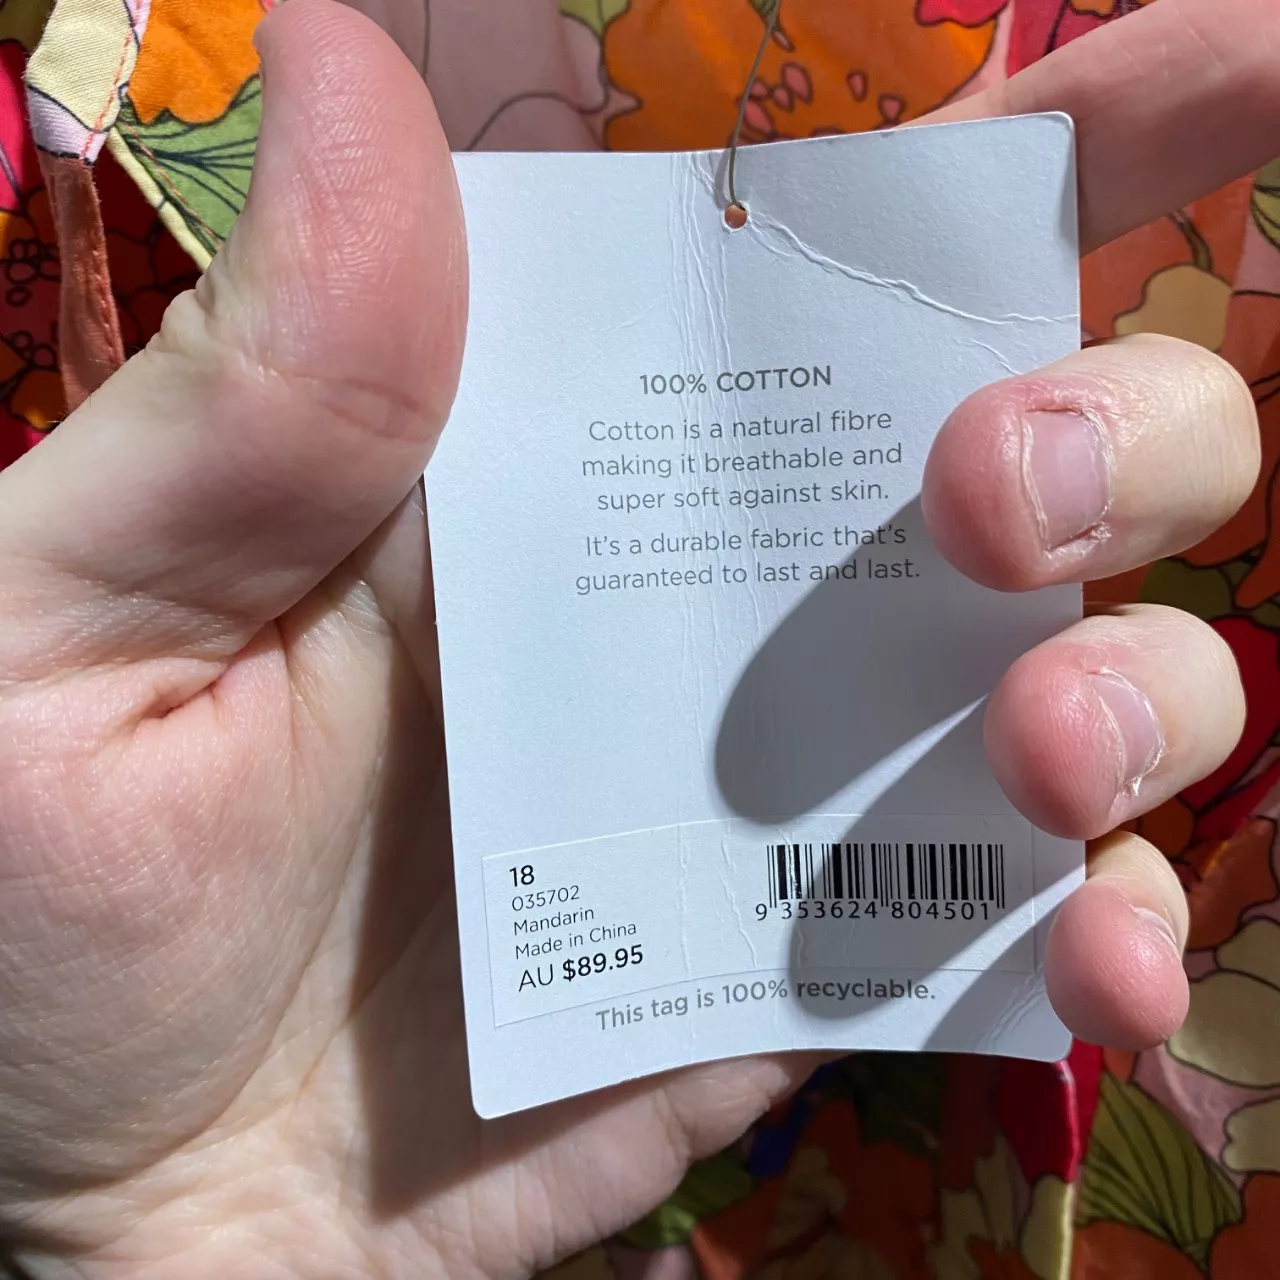 100% COTTON
Cotton is a natural fibre
making it breathable and
super soft against skin.
It's a durable fabric that's
guaranteed to last and last.
18
035702
Mandarin
Made in China
AU $89.95
9 353624 804501
This tag is 100% recyclable.